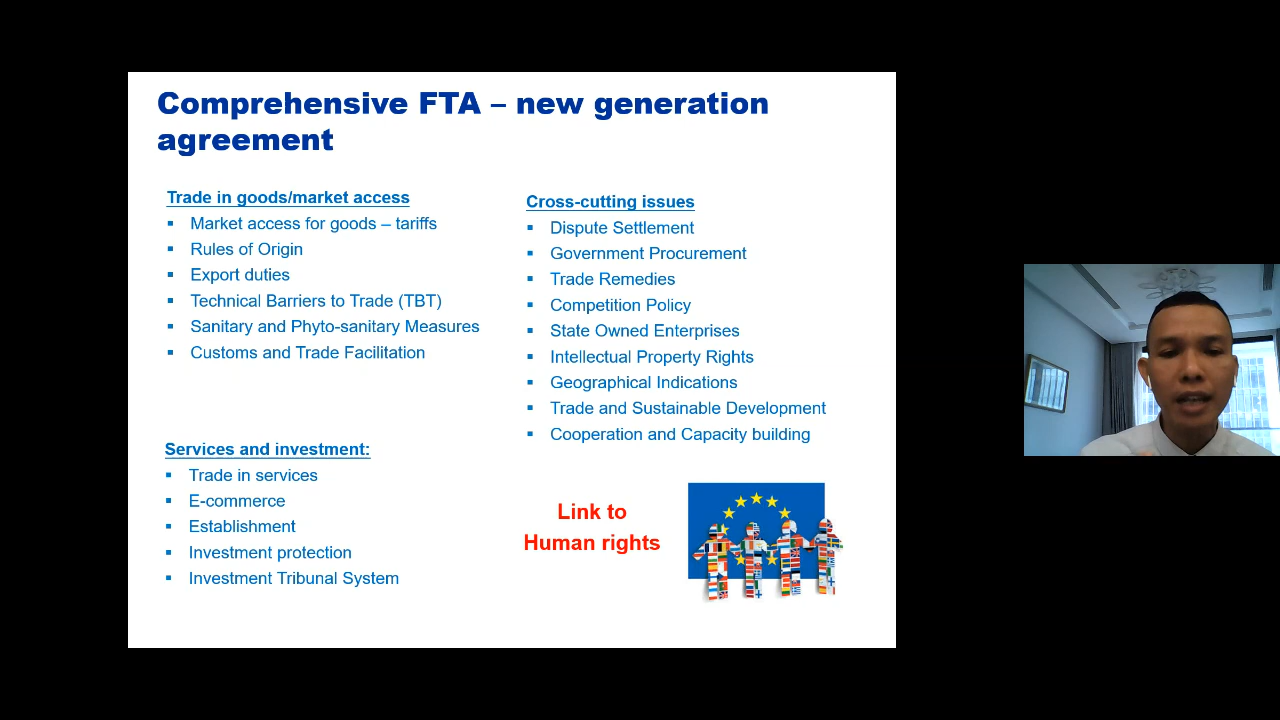 Comprehensive FTA – new generation
agreement
Trade in goods/market access
▪ Market access for goods – tariffs
▪ Rules of Origin
▪ Export duties
▪ Technical Barriers to Trade (TBT)
▪ Sanitary and Phyto-sanitary Measures
▪ Customs and Trade Facilitation
Services and investment:
▪ Trade in services
▪ E-commerce
▪ Establishment
▪ Investment protection
▪ Investment Tribunal System
Cross-cutting issues
▪ Dispute Settlement
▪ Government Procurement
▪ Trade Remedies
▪ Competition Policy
▪ State Owned Enterprises
▪ Intellectual Property Rights
▪ Geographical Indications
▪ Trade and Sustainable Development
▪ Cooperation and Capacity building
Link to
Human rights